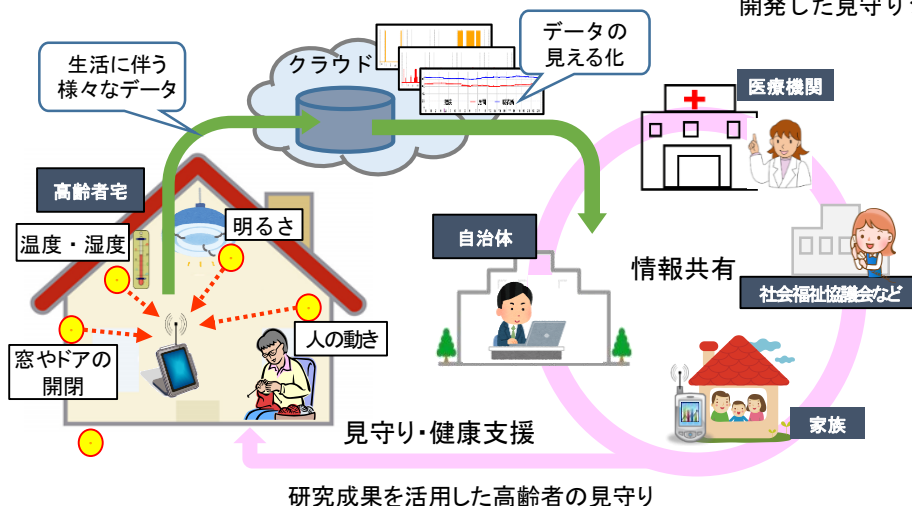 開発した見守り
生活に伴う
様々なデータ
クラウド
データの
見える化
医療機関
高齢者宅
温度・湿度
明るさ
自治体
情報共有
社会福祉協議会など
人の動き
窓やドアの
開閉
家族
見守り・健康支援
研究成果を活用した高齢者の見守り